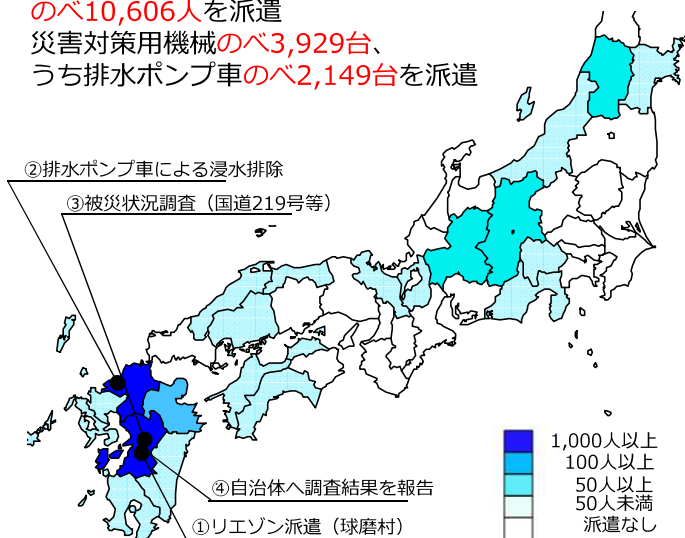 のべ10,606人を派遣
災害対策用機械のべ3,929台、
うち排水ポンプ車のべ2,149台を派遣
②排水ポンプ車による浸水排除
③被災状況調査（国道219号等）
1,000人以上
100人以上
50人以上
50人未満
派遣なし
④自治体へ調査結果を報告
①リエゾン派遣（球磨村）